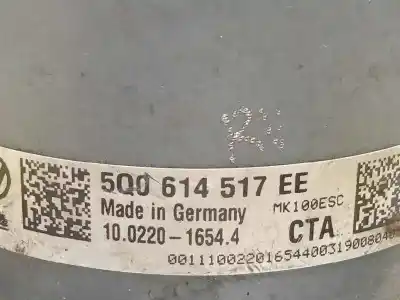 5Q0 614 517 EE
Made in Germany
MK100ESC
10.0220-1654.4
CTA